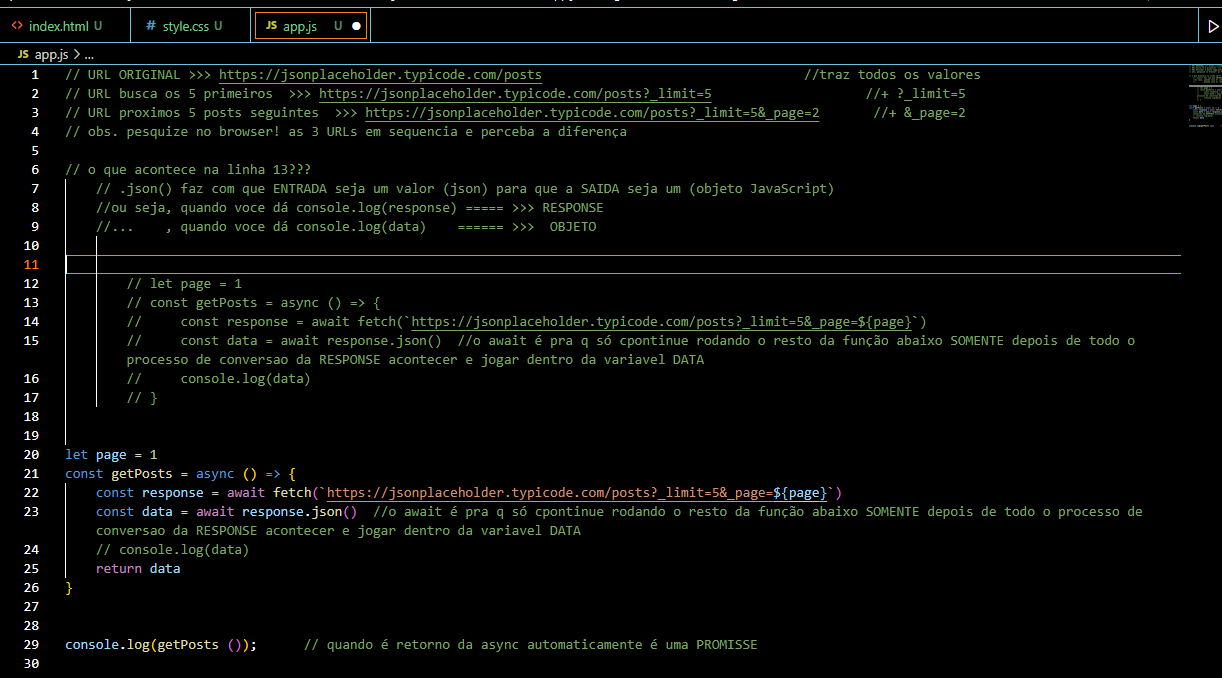 <> index.html U
# style.css U
JS app.js U
JS app.js > ...
1 // URL ORIGINAL >>> https://jsonplaceholder.typicode.com/posts //traz todos os valores
2 // URL busca os 5 primeiros >>> https://jsonplaceholder.typicode.com/posts?_limit=5 //+ ?_limit=5
3 // URL proximos 5 posts seguintes >>> https://jsonplaceholder.typicode.com/posts?_limit=5&_page=2 //+ &_page=2
4 // obs. pesquize no browser! as 3 URLs em sequencia e perceba a diferença
5
6 // o que acontece na linha 13???
7 // .json() faz com que ENTRADA seja um valor (json) para que a SAIDA seja um (objeto JavaScript)
8 //ou seja, quando voce dá console.log(response) ===== >>> RESPONSE
9 //... , quando voce dá console.log(data) ====== >>> OBJETO
10
11
12 // let page = 1
13 // const getPosts = async () => {
14 // const response = await fetch(`https://jsonplaceholder.typicode.com/posts?_limit=5&_page=${page}`)
15 // const data = await response.json() //o await é pra q só cpontinue rodando o resto da função abaixo SOMENTE depois de todo o
processo de conversao da RESPONSE acontecer e jogar dentro da variavel DATA
16 // console.log(data)
17 // }
18
19
20 let page = 1
21 const getPosts = async () => {
22 const response = await fetch(`https://jsonplaceholder.typicode.com/posts?_limit=5&_page=${page}`)
23 const data = await response.json() //o await é pra q só cpontinue rodando o resto da função abaixo SOMENTE depois de todo o processo de
conversao da RESPONSE acontecer e jogar dentro da variavel DATA
24 // console.log(data)
25 return data
26 }
27
28
29 console.log(getPosts ()); // quando é retorno da async automaticamente é uma PROMISSE
30